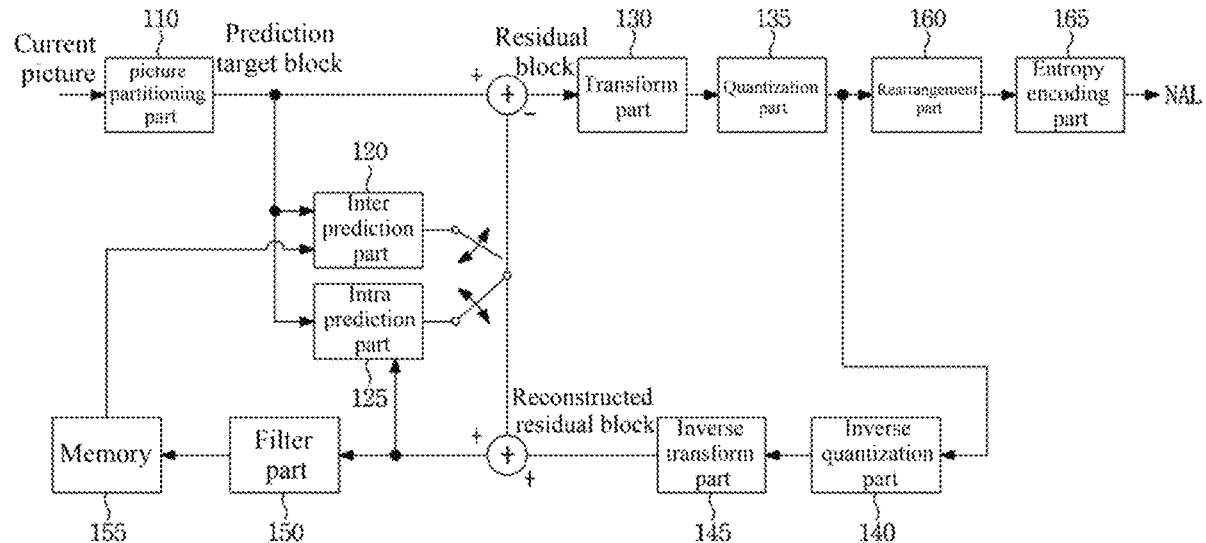 110
130
135
160
165
Current
picture
Prediction
target block
Residual
block
picture
partitioning
part
+
+
-
Transform
part
Quantization
part
Rearrangement
part
Entropy
encoding
part
NAL
120
Inter
prediction
part
Intra
prediction
part
125
Reconstructed
residual block
+
+
+
Memory
Filter
part
Inverse
transform
part
Inverse
quantization
part
155
150
145
140